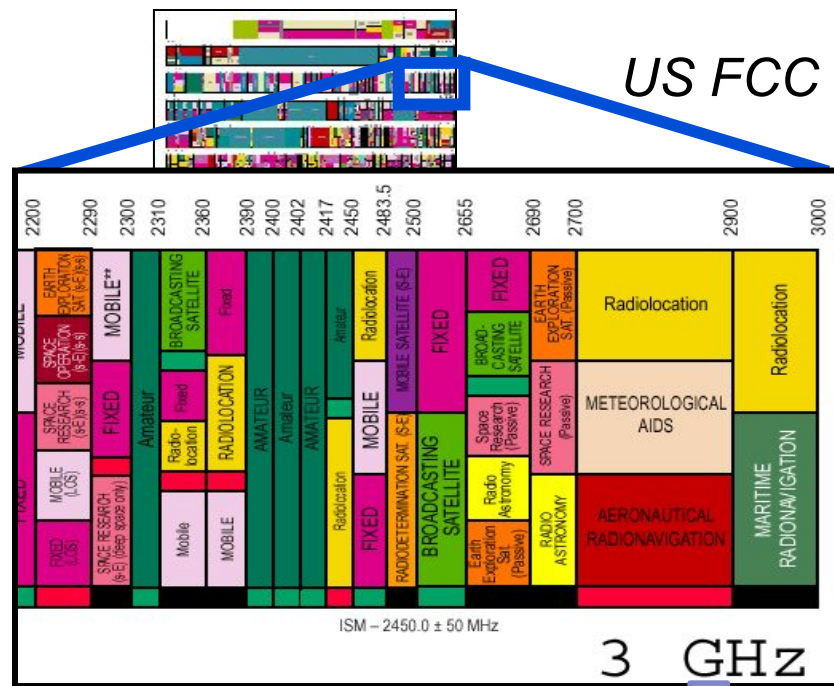 US FCC
2200
2290
2300
2310
2360
2390
2400
2402
2417
2450
2483.5
2500
2655
2690
2700
2900
3000
MOBILE
FIXED
EARTH
EXPLORATION
SAT. (s-E)(s-s)
SPACE
OPERATION
(s-E)(s-s)
SPACE
RESEARCH
(s-E)(s-s)
MOBILE
(LOS)
FIXED
(LOS)
MOBILE**
FIXED
SPACE RESEARCH
(s-E) (deep space only)
Amateur
BROADCASTING
SATELLITE
Fixed
Radio-
location
Mobile
Fixed
RADIOLOCATION
MOBILE
AMATEUR
Amateur
AMATEUR
Amateur
Radiolocation
Radiolocation
MOBILE
FIXED
MOBILE SATELLITE (S-E)
RADIODETERMINATION SAT. (S-E)
FIXED
BROADCASTING
SATELLITE
FIXED
BROAD-
CASTING
SATELLITE
Space
Research
(Passive)
Radio
Astronomy
Earth
Exploration
Sat.
(Passive)
EARTH
EXPLORATION
SAT. (Passive)
SPACE RESEARCH
(Passive)
RADIO
ASTRONOMY
Radiolocation
METEOROLOGICAL
AIDS
AERONAUTICAL
RADIONAVIGATION
Radiolocation
MARITIME
RADIONAVIGATION
ISM – 2450.0 ± 50 MHz
3 GHz